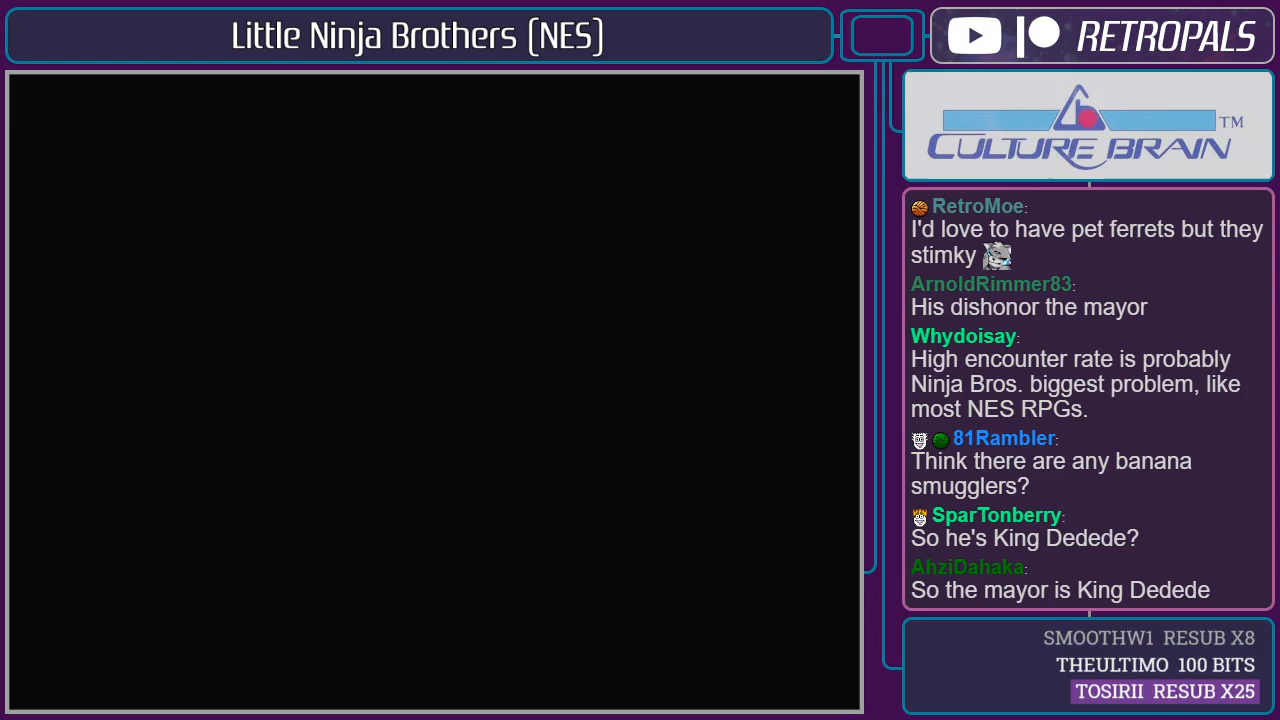 Little Ninja Brothers (NES)
RETROPALS
CULTURE BRAIN TM
RetroMoe:
I'd love to have pet ferrets but they
stimky
ArnoldRimmer83:
His dishonor the mayor
Whydoisay:
High encounter rate is probably
Ninja Bros. biggest problem, like
most NES RPGs.
81Rambler:
Think there are any banana
smugglers?
SparTonberry:
So he's King Dedede?
AhziDahaka:
So the mayor is King Dedede
SMOOTHW1 RESUB X8
THEULTIMO 100 BITS
TOSIRII RESUB X25